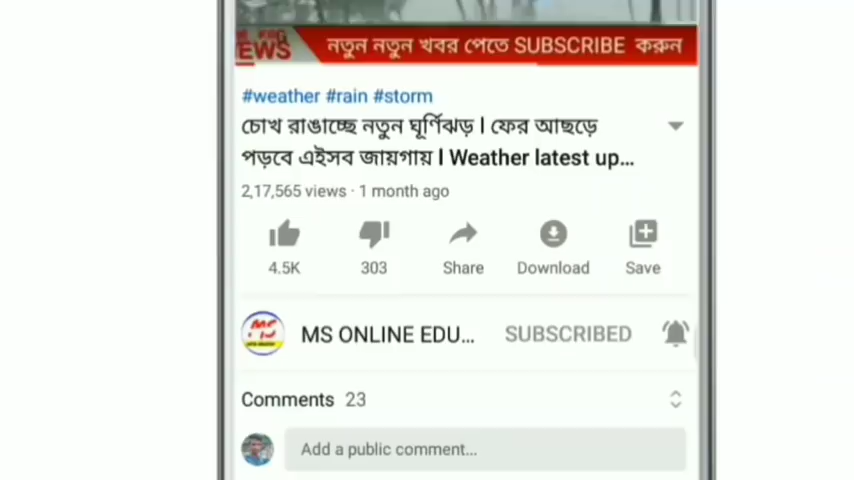 NEWS
নতুন নতুন খবর পেতে SUBSCRIBE করুন
#weather #rain #storm
চোখ রাঙাচ্ছে নতুন ঘূর্ণিঝড় l ফের আছড়ে
পড়বে এইসব জায়গায় l Weather latest up...
2,17,565 views · 1 month ago
4.5K 303 Share Download Save
MS ONLINE EDU... SUBSCRIBED
Comments 23
Add a public comment...